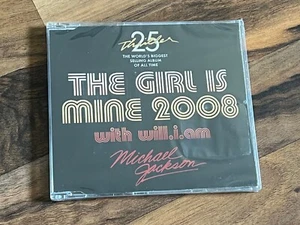 Thriller
25
THE WORLD'S BIGGEST
SELLING ALBUM
OF ALL TIME
THE GIRL IS
MINE 2008
with will.i.am
Michael
Jackson